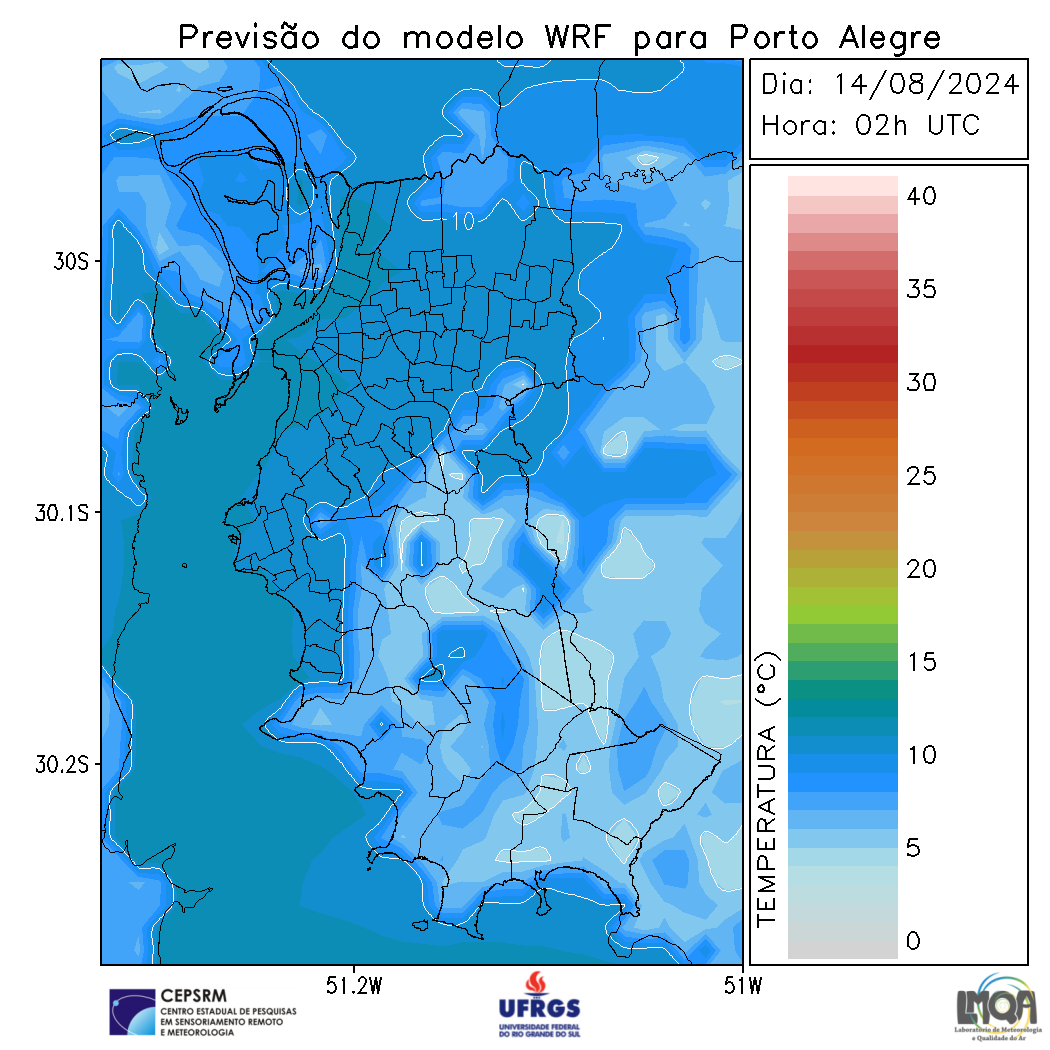 Previsão do modelo WRF para Porto Alegre
Dia: 14/08/2024
Hora: 02h UTC
40
35
30
25
20
15
10
5
0
TEMPERATURA (°C)
10
30S
30.1S
30.2S
51.2W
51W
CEPSRM
CENTRO ESTADUAL DE PESQUISAS
EM SENSORIAMENTO REMOTO
E METEOROLOGIA
UFRGS
UNIVERSIDADE FEDERAL
DO RIO GRANDE DO SUL
LMQA
Laboratório de Meteorologia
e Qualidade do Ar